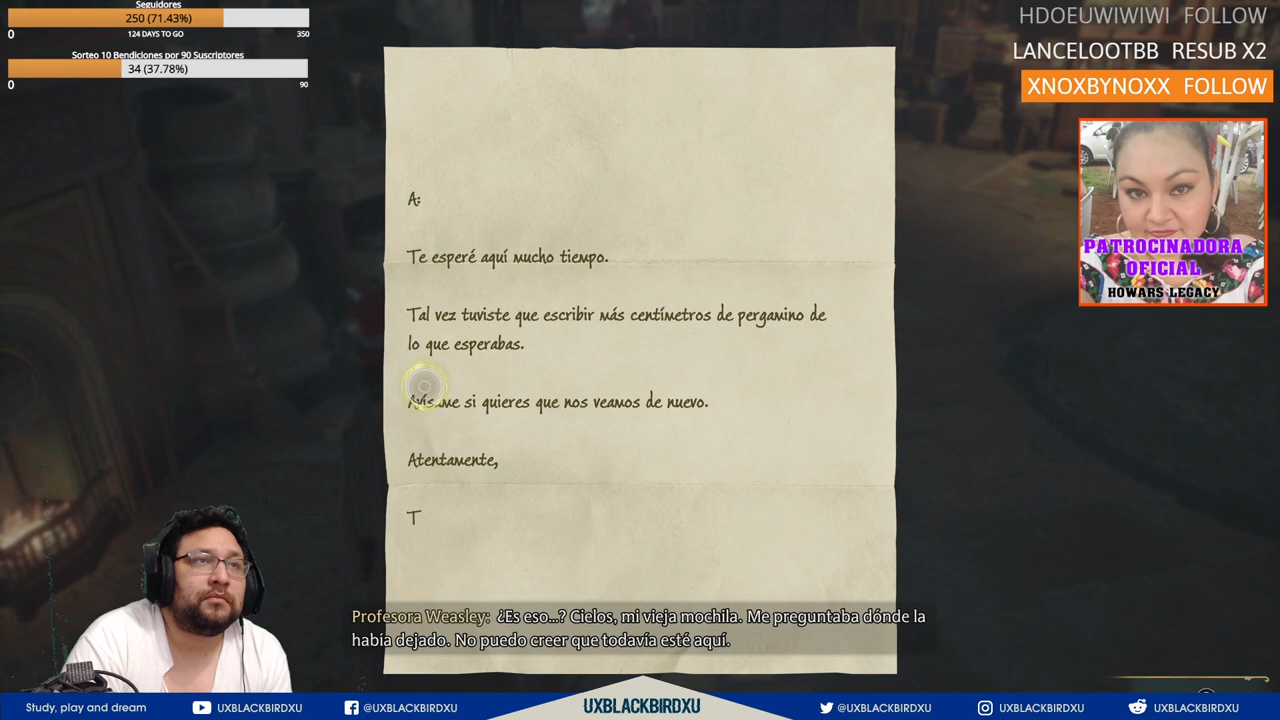 Seguidores
250 (71.43%)
0
124 DAYS TO GO
350
Sorteo 10 Bendiciones por 90 Suscriptores
34 (37.78%)
0
90
HDOEUWIWIWI FOLLOW
LANCELOOTBB RESUB X2
XNOXBYNOXX FOLLOW
PATROCINADORA
OFICIAL
HOWARS LEGACY
A:
Te esperé aquí mucho tiempo.
Tal vez tuviste que escribir más centímetros de pergamino de
lo que esperabas.
Avísame si quieres que nos veamos de nuevo.
Atentamente,
T
Profesora Weasley: ¿Es eso...? Cielos, mi vieja mochila. Me preguntaba dónde la
había dejado. No puedo creer que todavía esté aquí.
Study, play and dream
UXBLACKBIRDXU
@UXBLACKBIRDXU
UXBLACKBIRDXU
@UXBLACKBIRDXU
UXBLACKBIRDXU
UXBLACKBIRDXU